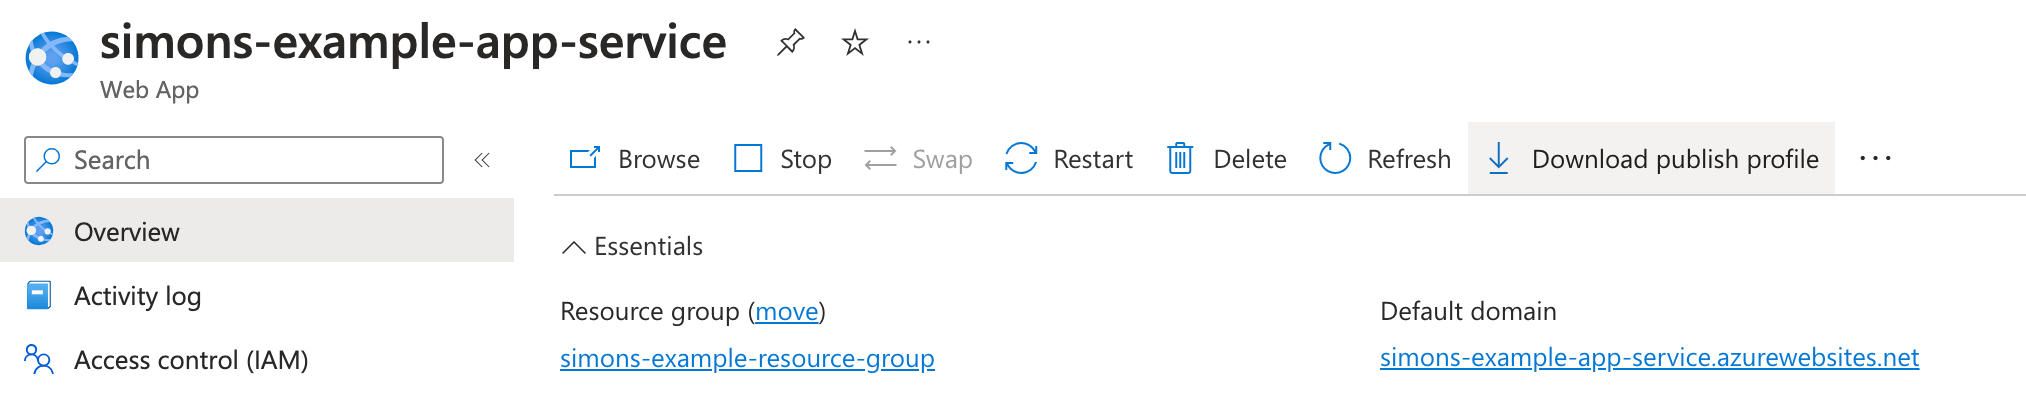 simons-example-app-service
Web App
Search
Browse Stop Swap Restart Delete Refresh Download publish profile
Overview
Activity log
Access control (IAM)
Essentials
Resource group (move)
simons-example-resource-group
Default domain
simons-example-app-service.azurewebsites.net